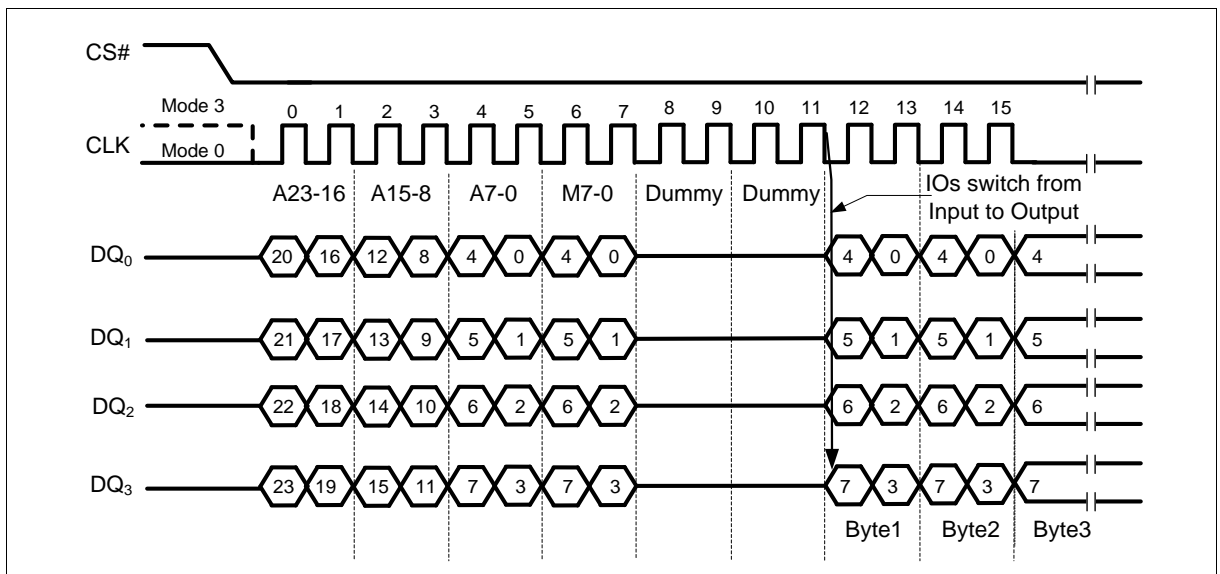 CS#
Mode 3
0 1 2 3 4 5 6 7 8 9 10 11 12 13 14 15
CLK
Mode 0
A23-16 A15-8 A7-0 M7-0 Dummy Dummy
IOs switch from
Input to Output
DQ0 20 16 12 8 4 0 4 0 4 0 4 0 4
DQ1 21 17 13 9 5 1 5 1 5 1 5 1 5
DQ2 22 18 14 10 6 2 6 2 6 2 6 2 6
DQ3 23 19 15 11 7 3 7 3 7 3 7 3 7
Byte1 Byte2 Byte3